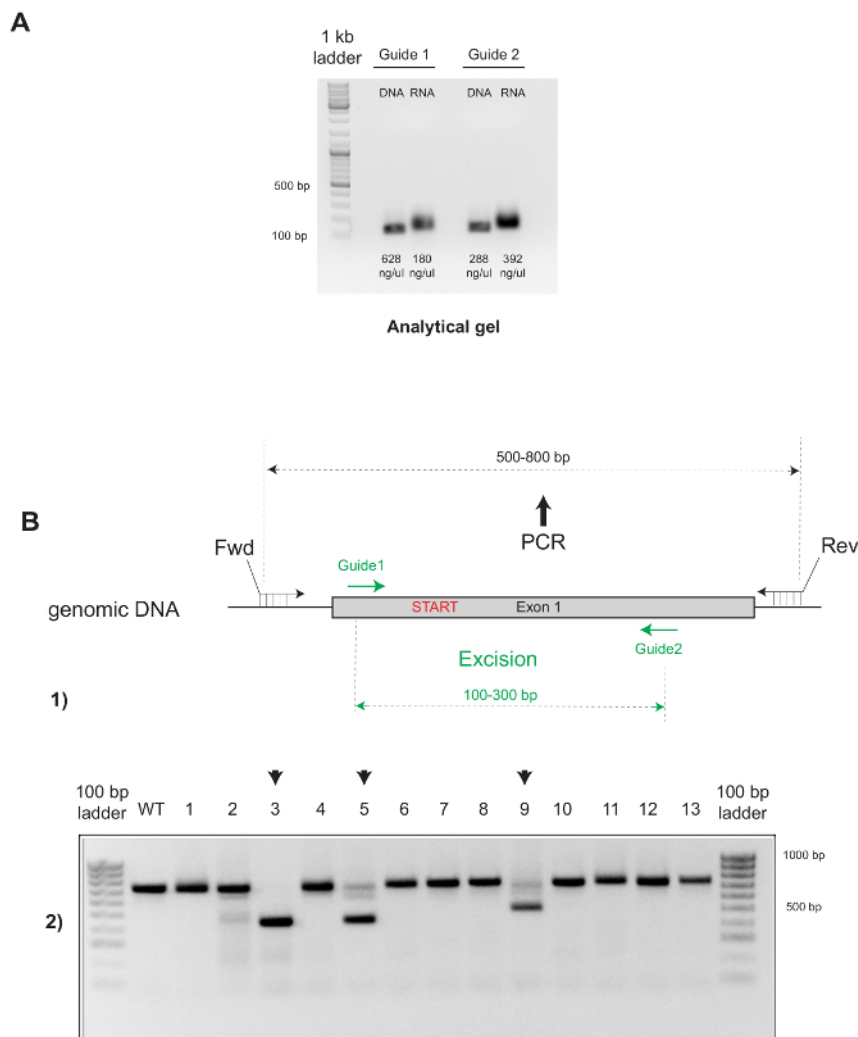 A
1 kb
ladder
Guide 1
Guide 2
DNA RNA DNA RNA
500 bp
100 bp
628 180 288 392
ng/ul ng/ul ng/ul ng/ul
Analytical gel
500-800 bp
B
PCR
Fwd
Rev
Guide1
genomic DNA
START
Exon 1
Guide2
Excision
100-300 bp
1)
100 bp
ladder
WT 1 2 3 4 5 6 7 8 9 10 11 12 13
100 bp
ladder
1000 bp
500 bp
2)